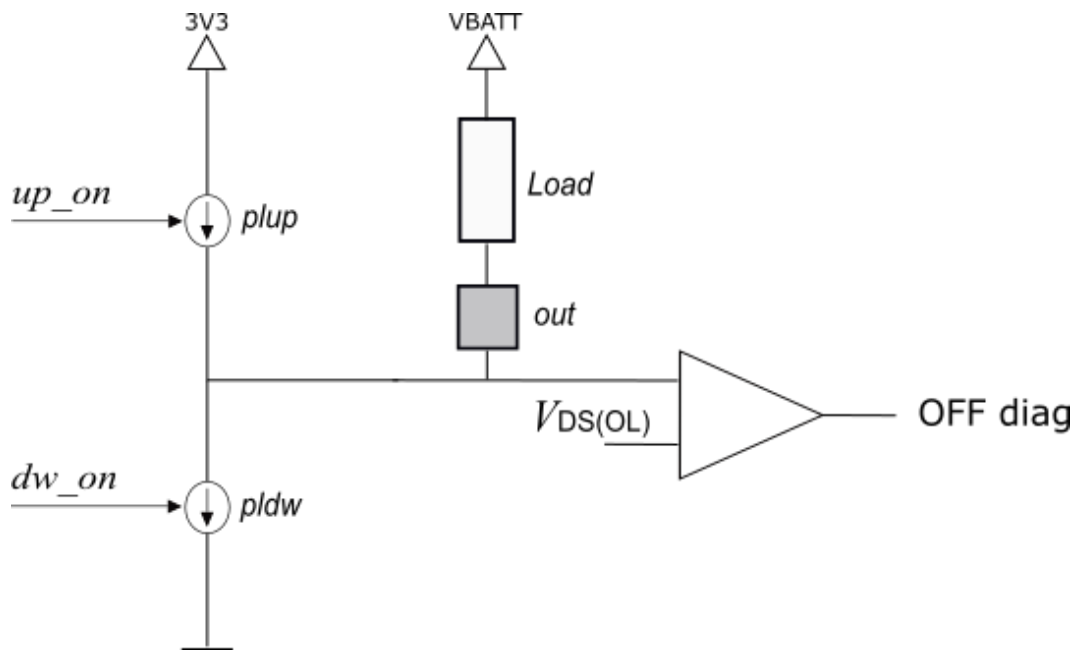 3V3
VBATT
up_on
plup
Load
out
VDS(OL)
OFF diag
dw_on
pldw